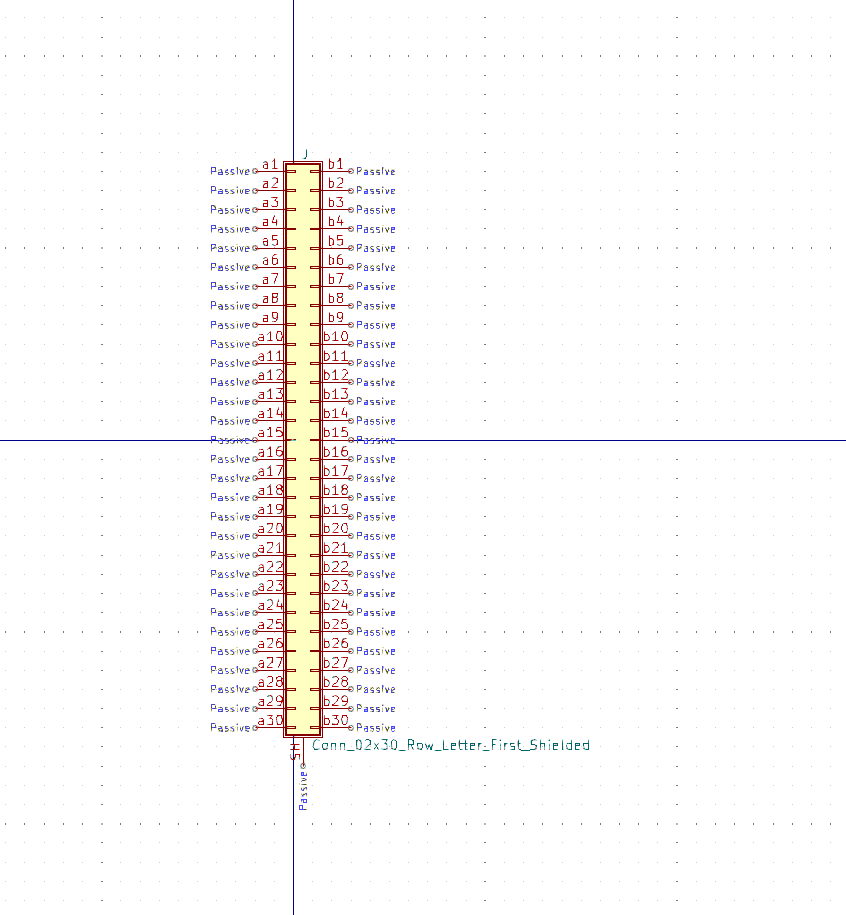 J
Passive a1 b1 Passive
Passive a2 b2 Passive
Passive a3 b3 Passive
Passive a4 b4 Passive
Passive a5 b5 Passive
Passive a6 b6 Passive
Passive a7 b7 Passive
Passive a8 b8 Passive
Passive a9 b9 Passive
Passive a10 b10 Passive
Passive a11 b11 Passive
Passive a12 b12 Passive
Passive a13 b13 Passive
Passive a14 b14 Passive
Passive a15 b15 Passive
Passive a16 b16 Passive
Passive a17 b17 Passive
Passive a18 b18 Passive
Passive a19 b19 Passive
Passive a20 b20 Passive
Passive a21 b21 Passive
Passive a22 b22 Passive
Passive a23 b23 Passive
Passive a24 b24 Passive
Passive a25 b25 Passive
Passive a26 b26 Passive
Passive a27 b27 Passive
Passive a28 b28 Passive
Passive a29 b29 Passive
Passive a30 b30 Passive
SH
Conn_02x30_Row_Letter_First_Shielded
Passive